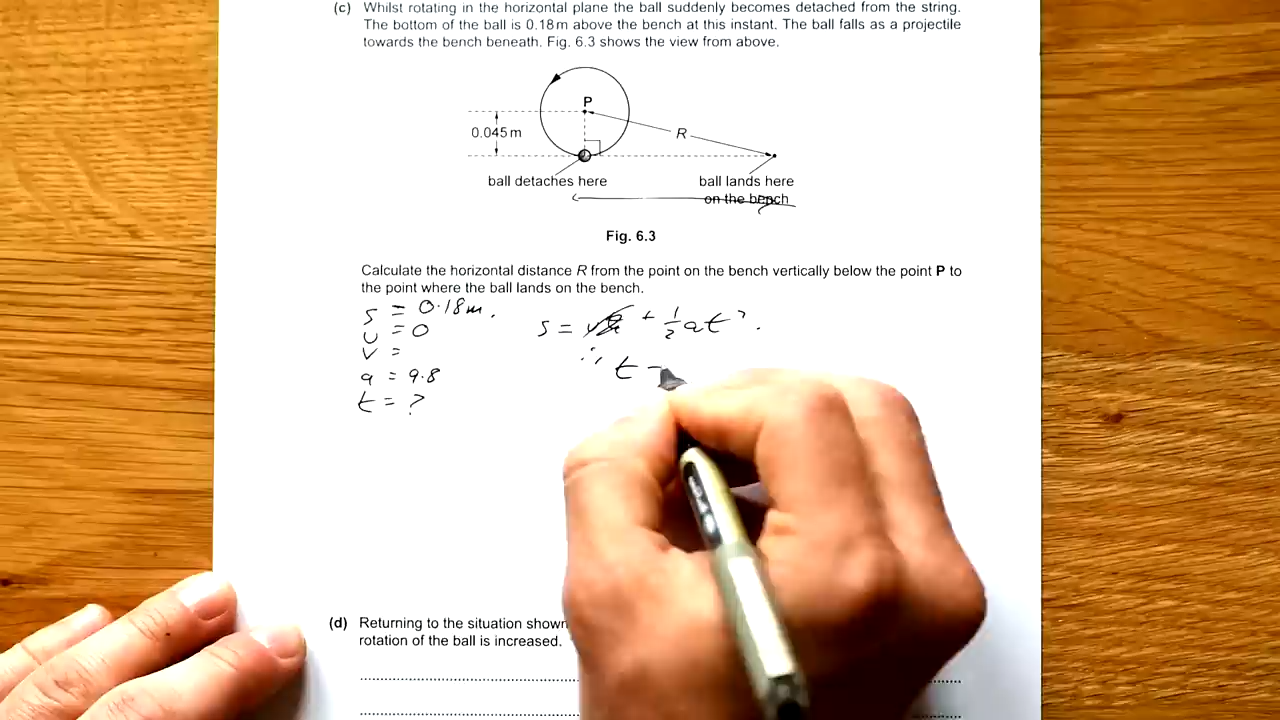 (c) Whilst rotating in the horizontal plane the ball suddenly becomes detached from the string.
The bottom of the ball is 0.18 m above the bench at this instant. The ball falls as a projectile
towards the bench beneath. Fig. 6.3 shows the view from above.
P
0.045 m
R
ball detaches here
ball lands here
on the bench
Fig. 6.3
Calculate the horizontal distance R from the point on the bench vertically below the point P to
the point where the ball lands on the bench.
s = 0.18m.
u = 0
v =
a = 9.8
t = ?
s = ut + ½at².
∴ t =
(d) Returning to the situation shown
rotation of the ball is increased.